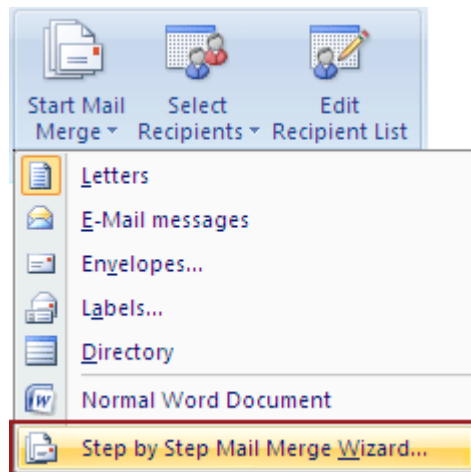 Start Mail Select Edit
Merge Recipients Recipient List
Letters
E-Mail messages
Envelopes...
Labels...
Directory
Normal Word Document
Step by Step Mail Merge Wizard...